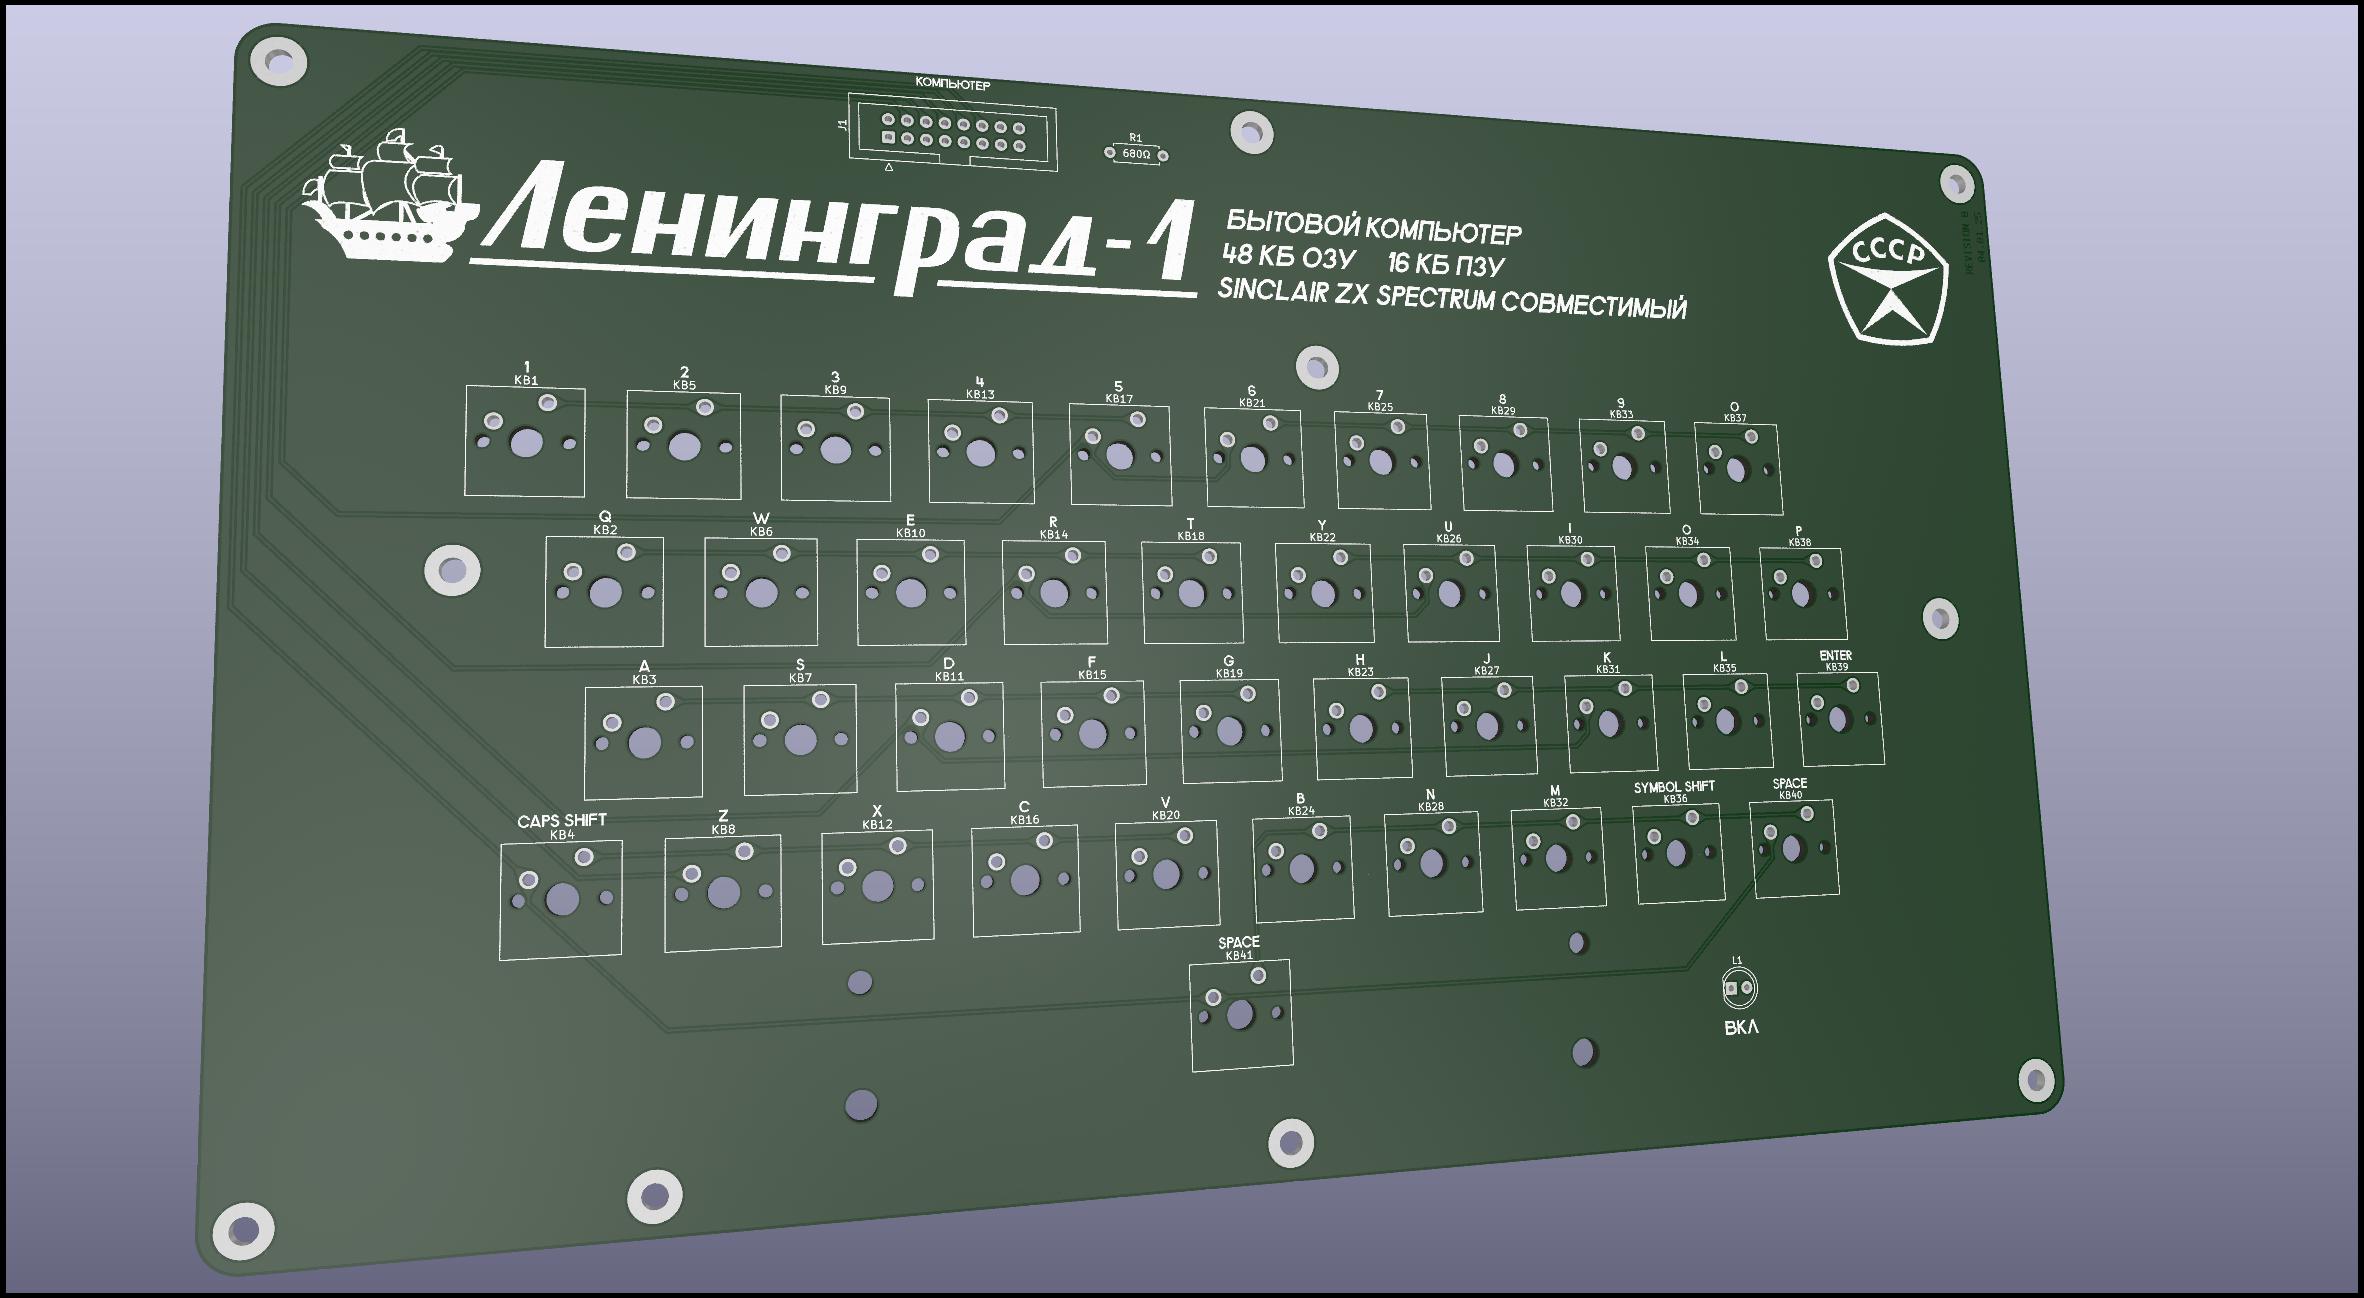 КОМПЬЮТЕР
J1
R1
680Ω
Ленинград-1
БЫТОВОЙ КОМПЬЮТЕР
48 КБ ОЗУ 16 КБ ПЗУ
SINCLAIR ZX SPECTRUM СОВМЕСТИМЫЙ
СССР
REVISION B
04.01.25
1 2 3 4 5 6 7 8 9 0
KB1 KB5 KB9 KB13 KB17 KB21 KB25 KB29 KB33 KB37
Q W E R T Y U I O P
KB2 KB6 KB10 KB14 KB18 KB22 KB26 KB30 KB34 KB38
A S D F G H J K L ENTER
KB3 KB7 KB11 KB15 KB19 KB23 KB27 KB31 KB35 KB39
CAPS SHIFT Z X C V B N M SYMBOL SHIFT SPACE
KB4 KB8 KB12 KB16 KB20 KB24 KB28 KB32 KB36 KB40
SPACE
KB41
L1
ВКЛ